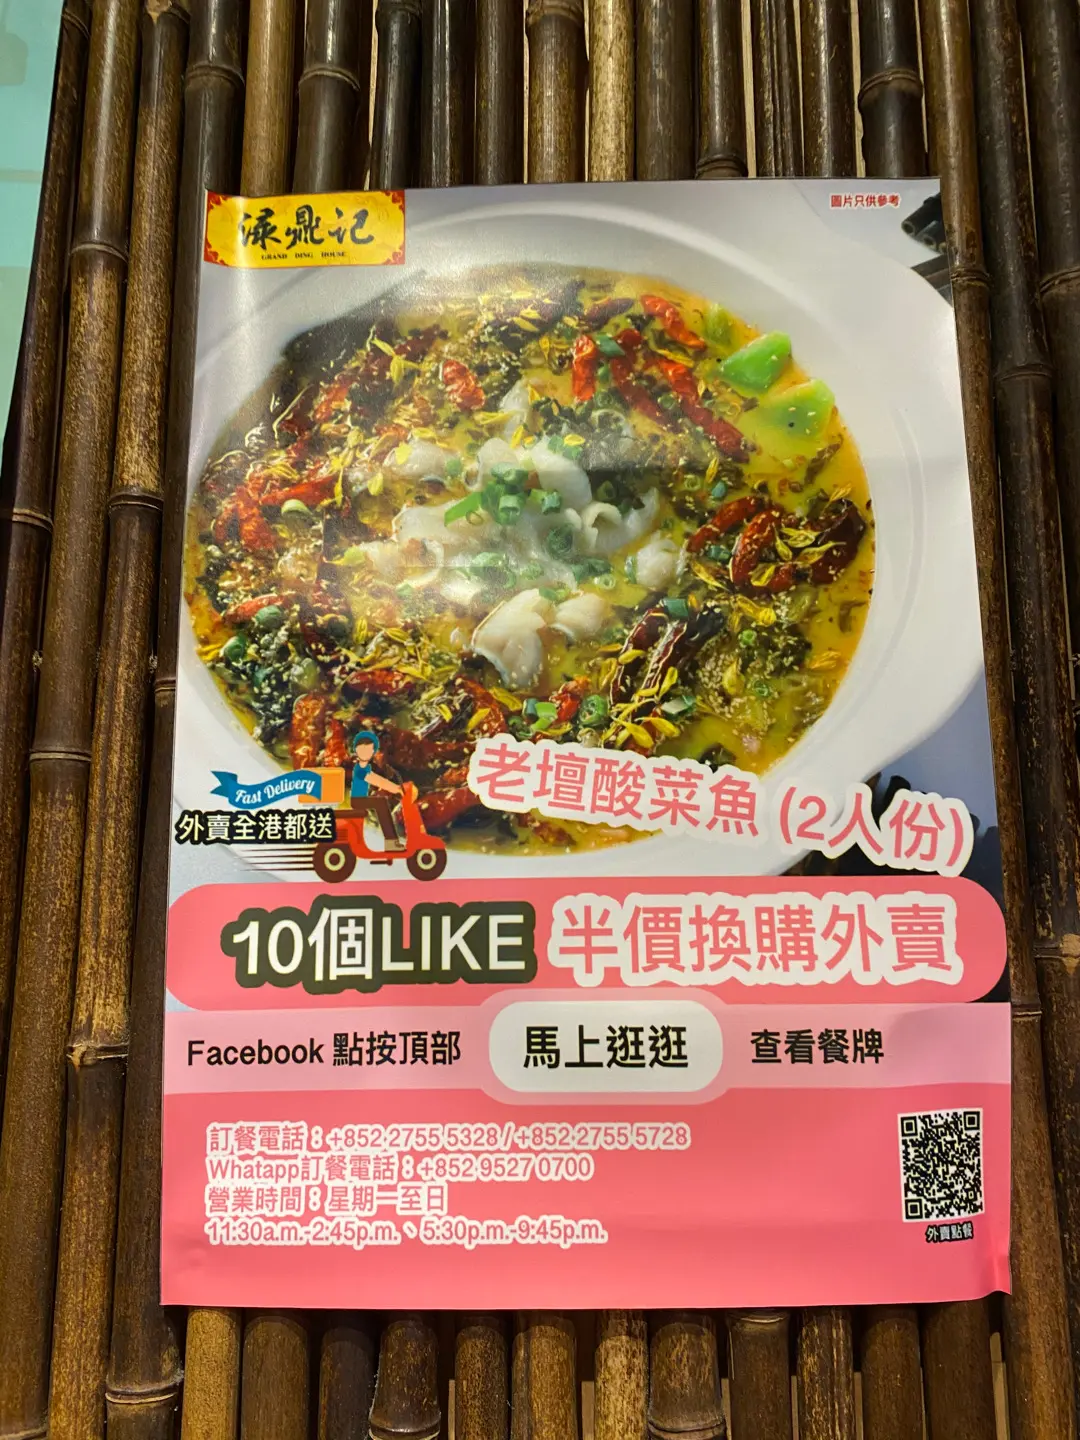 淥鼎记
GRAND DING HOUSE
圖片只供參考
Fast Delivery
外賣全港都送
老壇酸菜魚 (2人份)
10個LIKE 半價換購外賣
Facebook 點按頂部 馬上逛逛 查看餐牌
訂餐電話：+852 2755 5328 / +852 2755 5728
Whatapp訂餐電話：+852 9527 0700
營業時間：星期一至日
11:30a.m.-2:45p.m.、5:30p.m.-9:45p.m.
外賣點餐